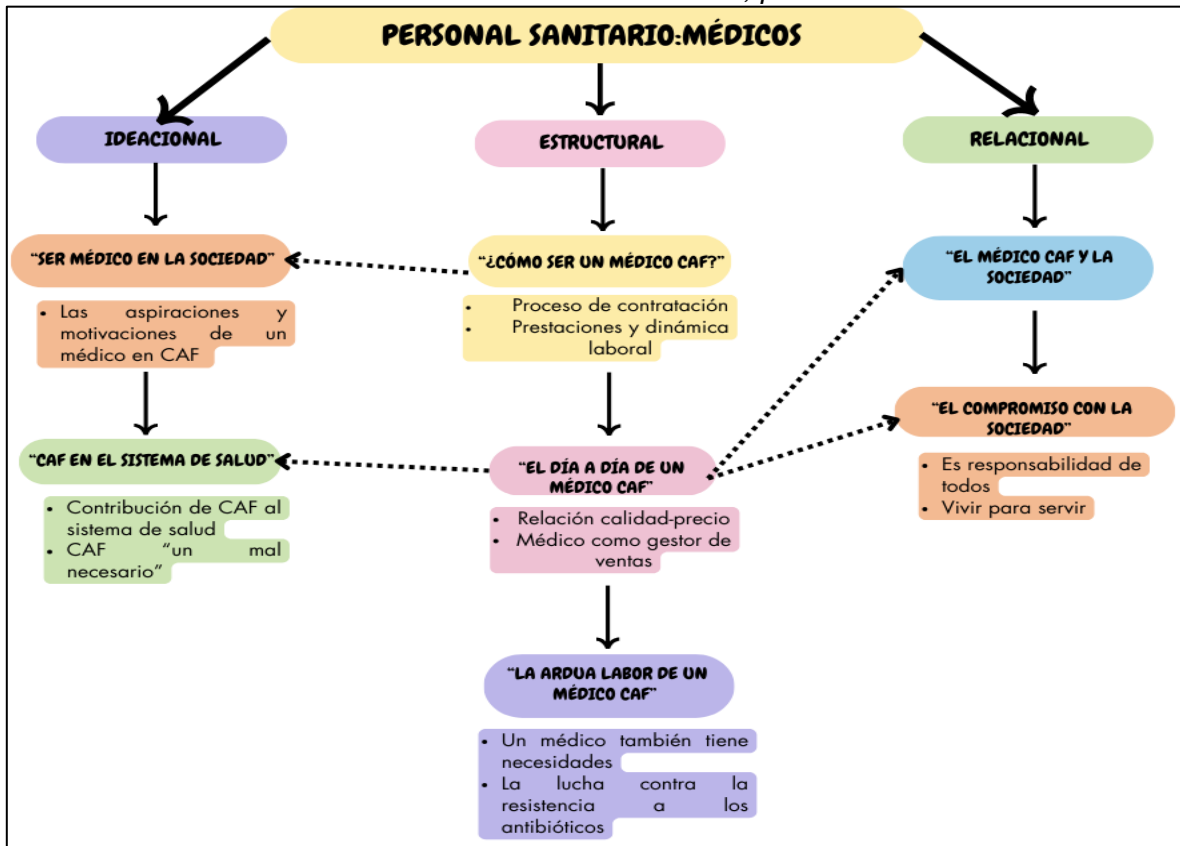 PERSONAL SANITARIO:MÉDICOS
IDEACIONAL
ESTRUCTURAL
RELACIONAL
“SER MÉDICO EN LA SOCIEDAD”
• Las aspiraciones y
motivaciones de un
médico en CAF
“CAF EN EL SISTEMA DE SALUD”
• Contribución de CAF al
sistema de salud
• CAF “un mal
necesario”
“¿CÓMO SER UN MÉDICO CAF?”
• Proceso de contratación
• Prestaciones y dinámica
laboral
“EL DÍA A DÍA DE UN
MÉDICO CAF”
• Relación calidad-precio
• Médico como gestor de
ventas
“LA ARDUA LABOR DE UN
MÉDICO CAF”
• Un médico también tiene
necesidades
• La lucha contra la
resistencia a los
antibióticos
“EL MÉDICO CAF Y LA
SOCIEDAD”
“EL COMPROMISO CON LA
SOCIEDAD”
• Es responsabilidad de
todos
• Vivir para servir